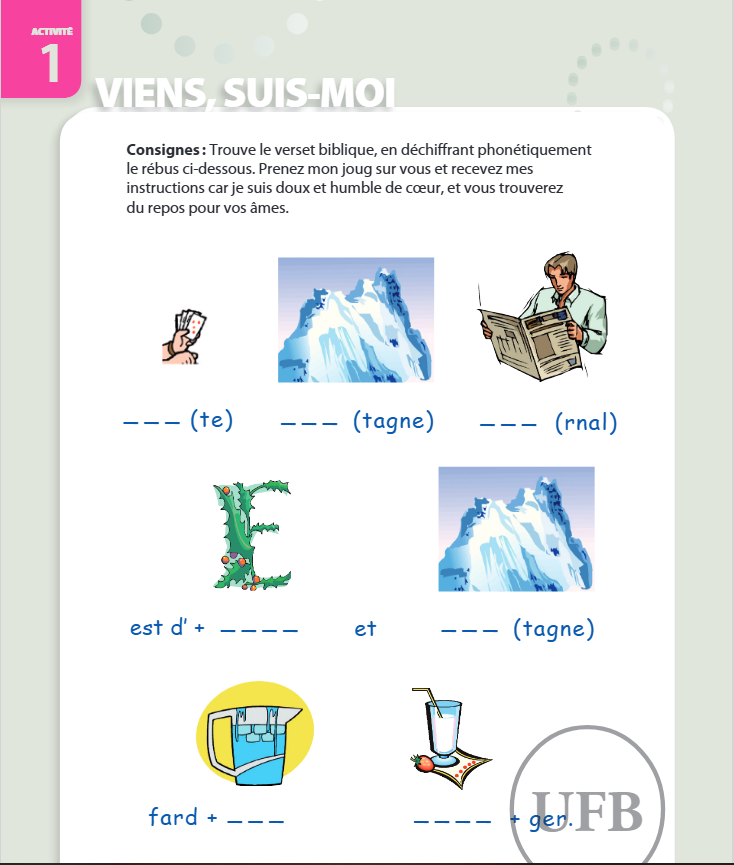 ACTIVITÉ
1
VIENS, SUIS-MOI
Consignes : Trouve le verset biblique, en déchiffrant phonétiquement
le rébus ci-dessous. Prenez mon joug sur vous et recevez mes
instructions car je suis doux et humble de cœur, et vous trouverez
du repos pour vos âmes.
_ _ _ (te) _ _ _ (tagne) _ _ _ (rnal)
E
est d' + _ _ _ _ et _ _ _ (tagne)
fard + _ _ _ _ _ _ _ + ger.
UFB